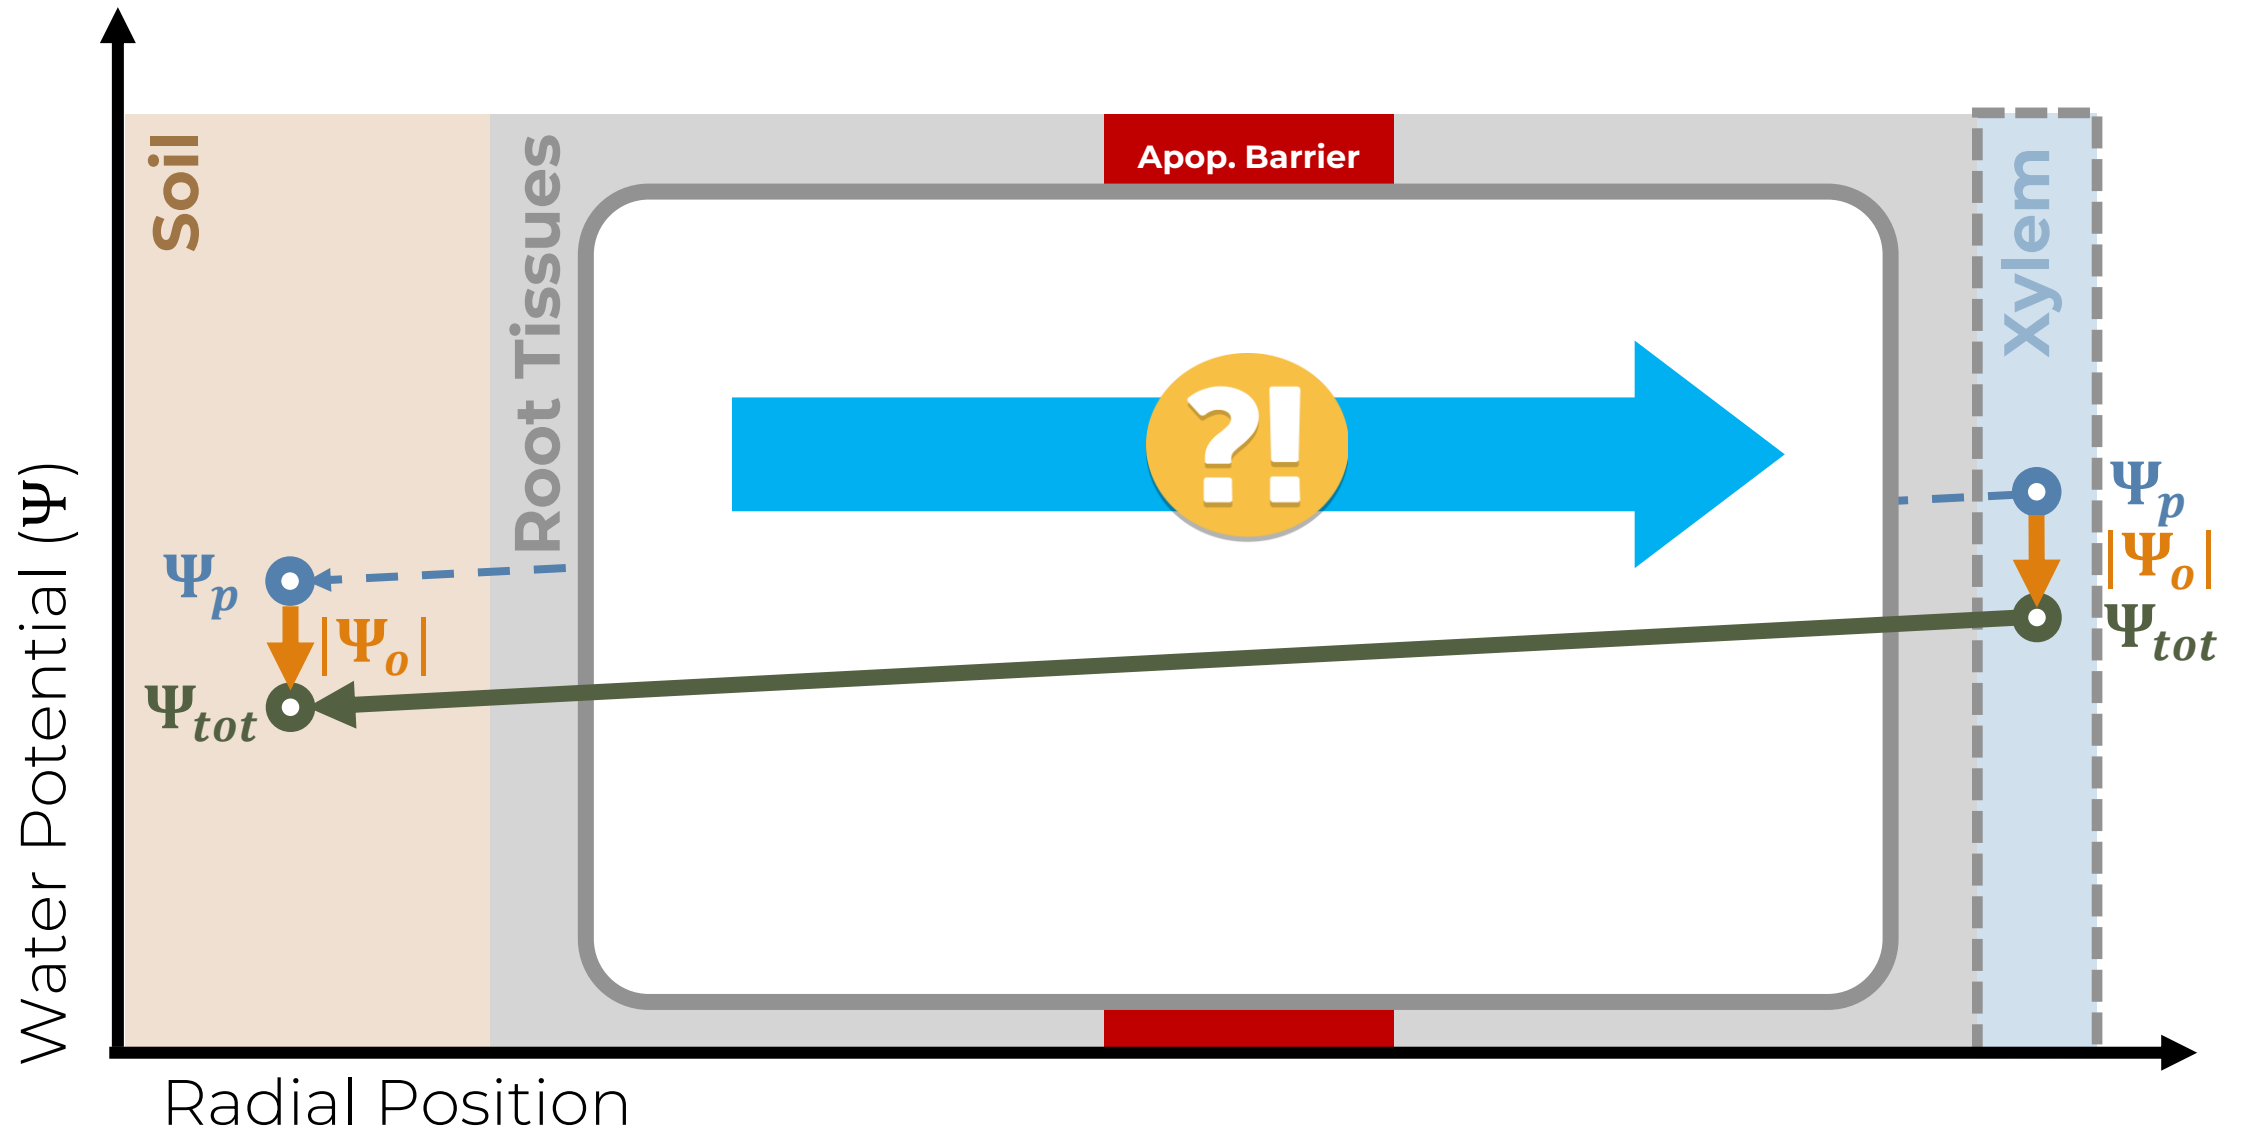 Water Potential (Ψ)
Soil
Root Tissues
Apop. Barrier
Xylem
?!
Ψp
|Ψo|
Ψtot
Ψp
|Ψo|
Ψtot
Radial Position